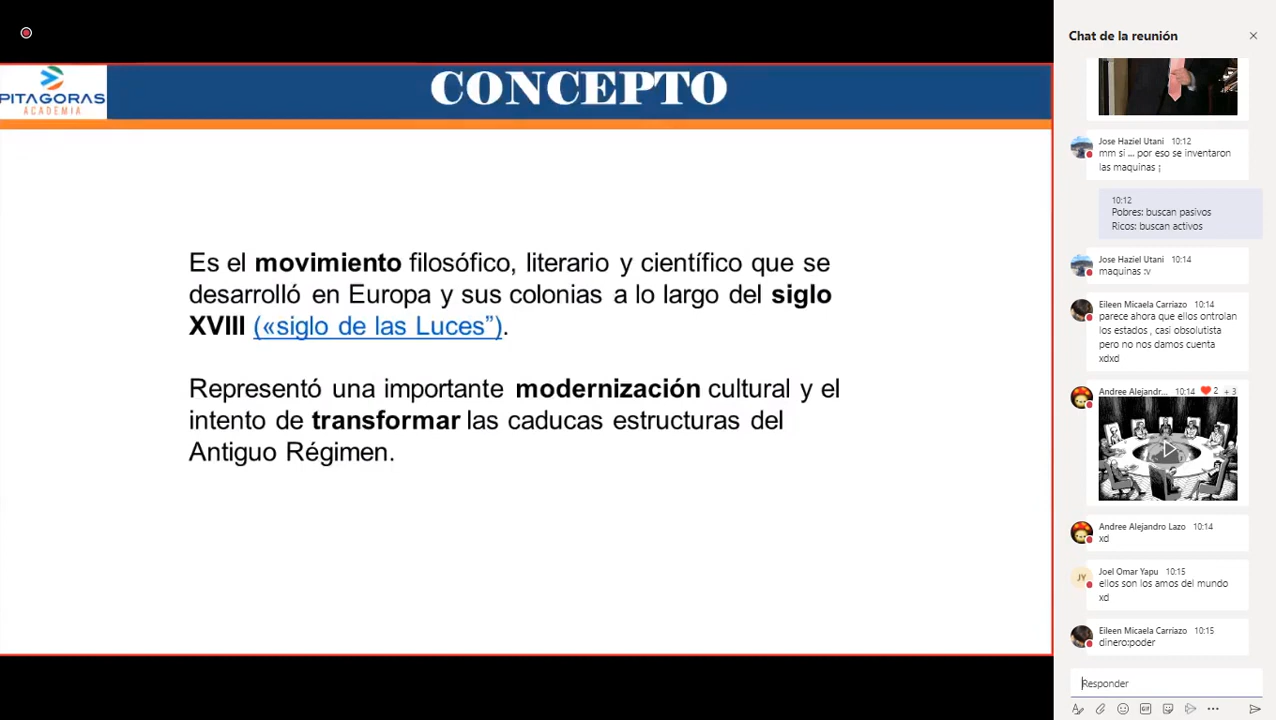 PITAGORAS
ACADEMIA
CONCEPTO
Es el movimiento filosófico, literario y científico que se
desarrolló en Europa y sus colonias a lo largo del siglo
XVIII («siglo de las Luces”).
Representó una importante modernización cultural y el
intento de transformar las caducas estructuras del
Antiguo Régimen.
Chat de la reunión
Jose Haziel Utani 10:12
mm si ... por eso se inventaron
las maquinas ;
10:12
Pobres: buscan pasivos
Ricos: buscan activos
Jose Haziel Utani 10:14
maquinas :v
Eileen Micaela Carriazo 10:14
parece ahora que ellos ontrolan
los estados , casi obsolutista
pero no nos damos cuenta
xdxd
Andree Alejandr... 10:14 2 + 3
Andree Alejandro Lazo 10:14
xd
JY
Joel Omar Yapu 10:15
ellos son los amos del mundo
xd
Eileen Micaela Carriazo 10:15
dinero:poder
Responder
GIF